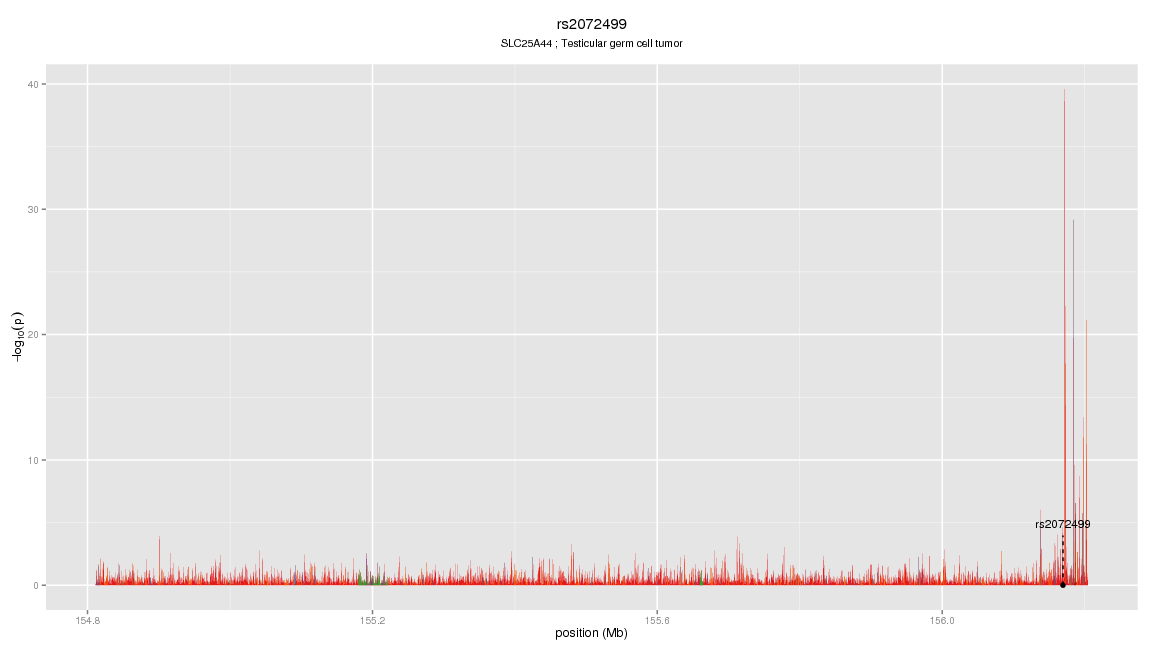 rs2072499
SLC25A44 ; Testicular germ cell tumor
40
30
20
10
0
−log10(p)
rs2072499
154.8 155.2 155.6 156.0
position (Mb)